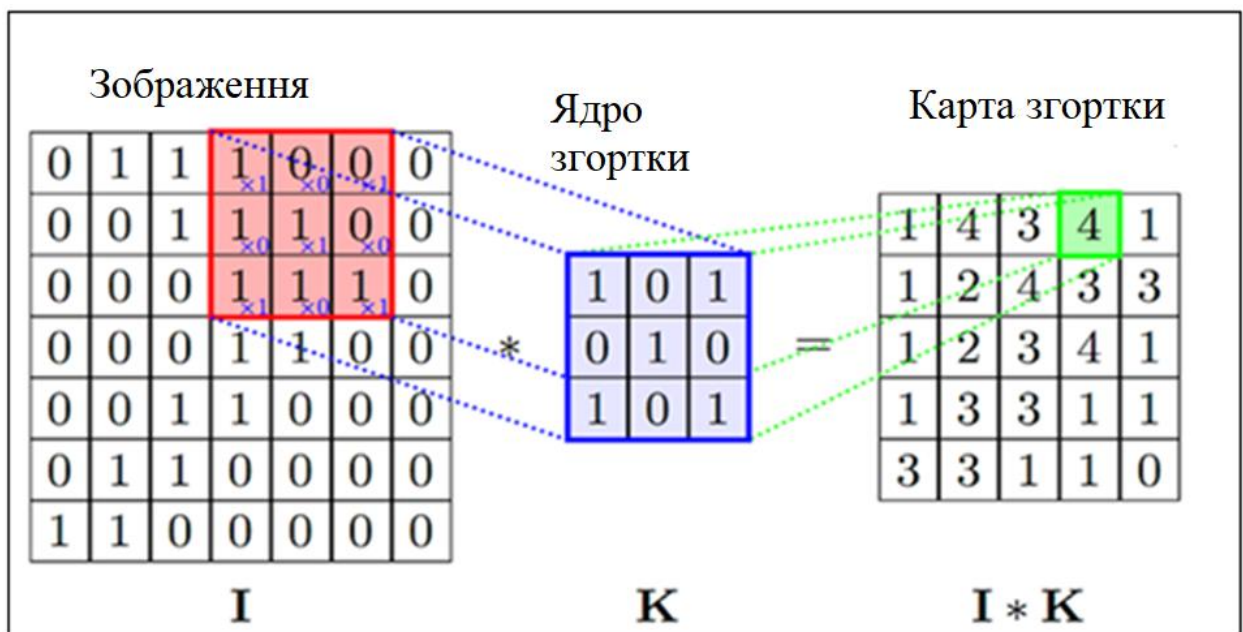 Зображення
Ядро
згортки
Карта згортки
0 1 1 1 0 0 0
×1 ×0 ×1
0 0 1 1 1 0 0
×0 ×1 ×0
0 0 0 1 1 1 0
×1 ×0 ×1
0 0 0 1 1 0 0
0 0 1 1 0 0 0
0 1 1 0 0 0 0
1 1 0 0 0 0 0
*
1 0 1
0 1 0
1 0 1
=
1 4 3 4 1
1 2 4 3 3
1 2 3 4 1
1 3 3 1 1
3 3 1 1 0
I
K
I * K